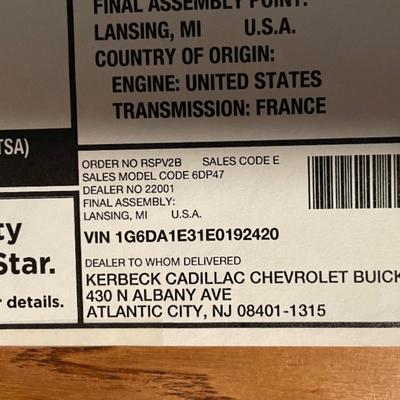 FINAL ASSEMBLY POINT:
LANSING, MI U.S.A.
COUNTRY OF ORIGIN:
ENGINE: UNITED STATES
TRANSMISSION: FRANCE
TSA)
ORDER NO RSPV2B SALES CODE E
SALES MODEL CODE 6DP47
DEALER NO 22001
FINAL ASSEMBLY:
LANSING, MI U.S.A.
VIN 1G6DA1E31E0192420
DEALER TO WHOM DELIVERED
KERBECK CADILLAC CHEVROLET BUICK
430 N ALBANY AVE
ATLANTIC CITY, NJ 08401-1315
ty
Star.
r details.